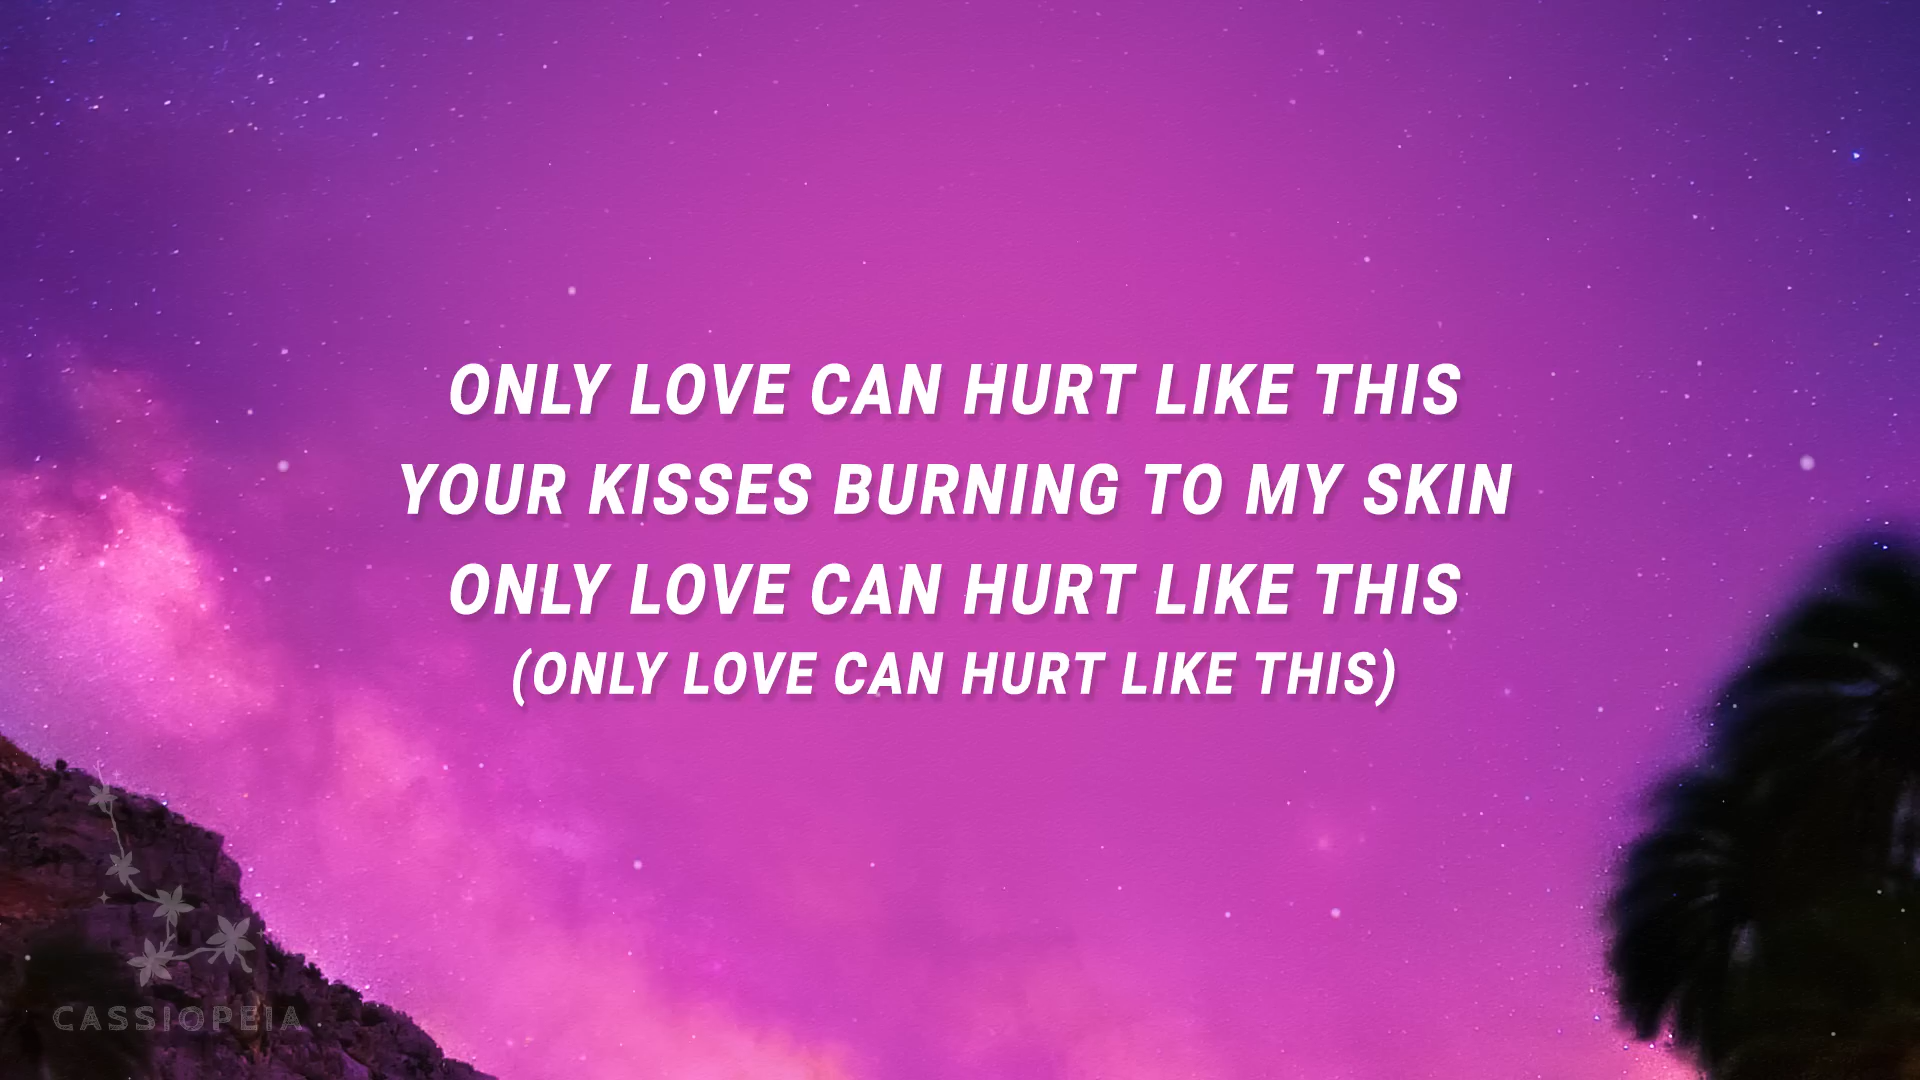 ONLY LOVE CAN HURT LIKE THIS
YOUR KISSES BURNING TO MY SKIN
ONLY LOVE CAN HURT LIKE THIS
(ONLY LOVE CAN HURT LIKE THIS)
CASSIOPEIA